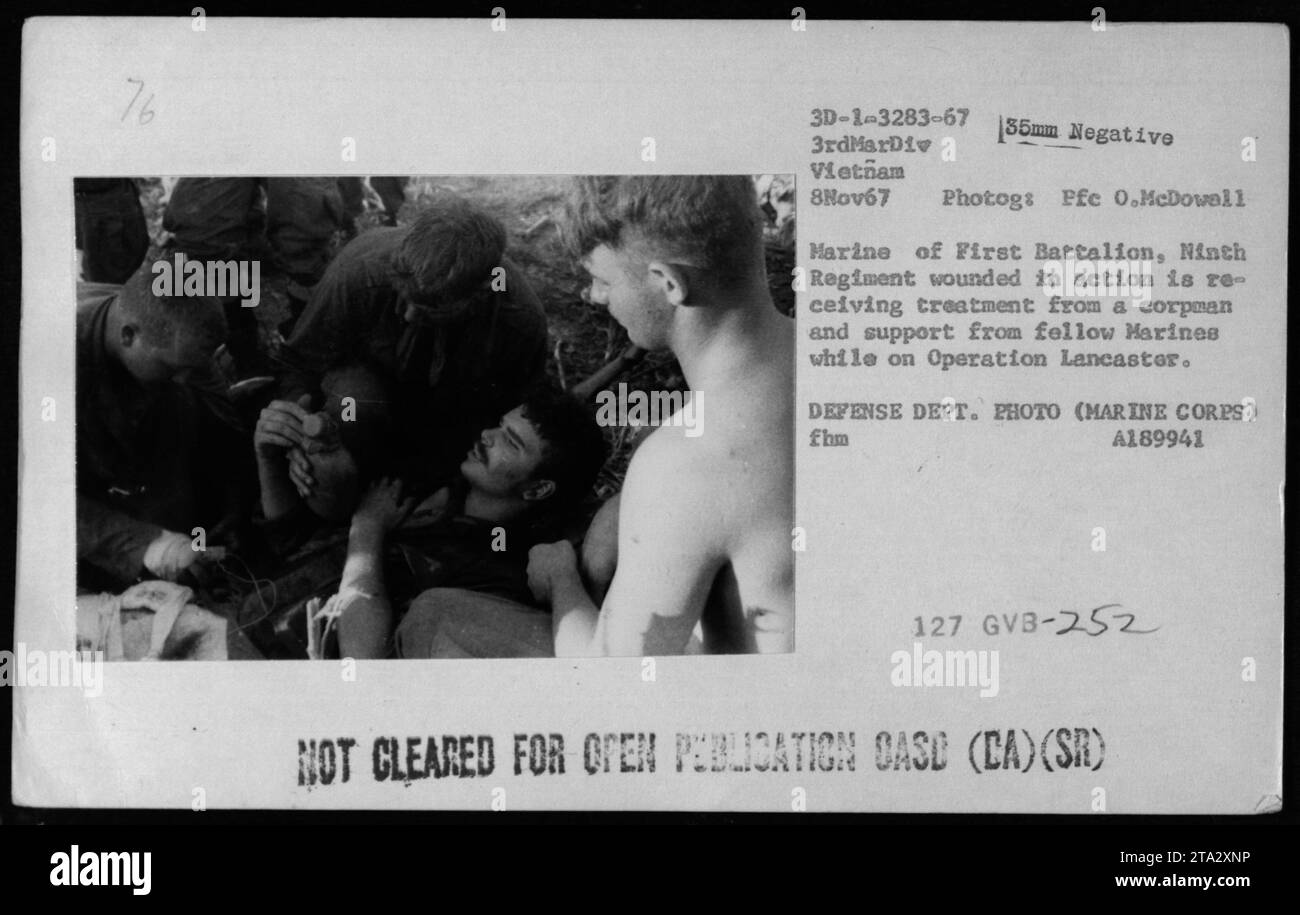 76
3D-1-3283-67
35mm Negative
3rdMarDiv
Vietnam
8Nov67 Photog: Pfc O.McDowell
Marine of First Battalion, Ninth
Regiment wounded in action is re-
ceiving treatment from a corpman
and support from fellow Marines
while on Operation Lancaster.
DEFENSE DEPT. PHOTO (MARINE CORPS)
fhm A189941
127 GVB-252
NOT CLEARED FOR OPEN PUBLICATION OASD (DA)(SR)
a
alamy
a
alamy
a
alamy
alamy
Image ID: 2TA2XNP
www.alamy.com